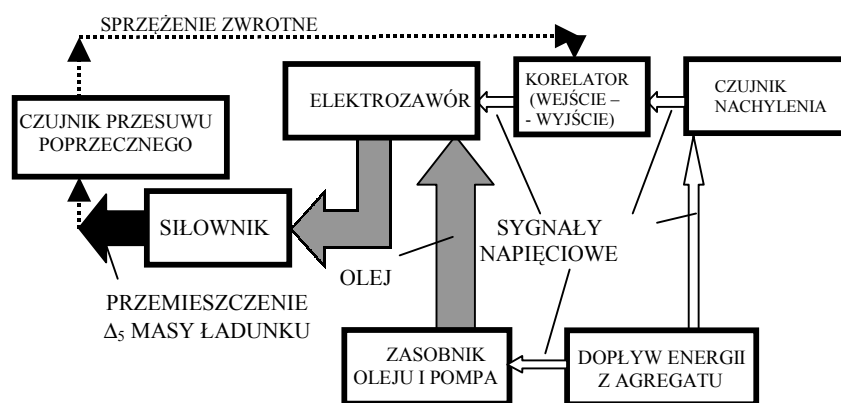 SPRZĘŻENIE ZWROTNE
CZUJNIK PRZESUWU
POPRZECZNEGO
ELEKTROZAWÓR
KORELATOR
(WEJŚCIE –
- WYJŚCIE)
CZUJNIK
NACHYLENIA
SIŁOWNIK
SYGNAŁY
NAPIĘCIOWE
OLEJ
PRZEMIESZCZENIE
Δ₅ MASY ŁADUNKU
ZASOBNIK
OLEJU I POMPA
DOPŁYW ENERGII
Z AGREGATU